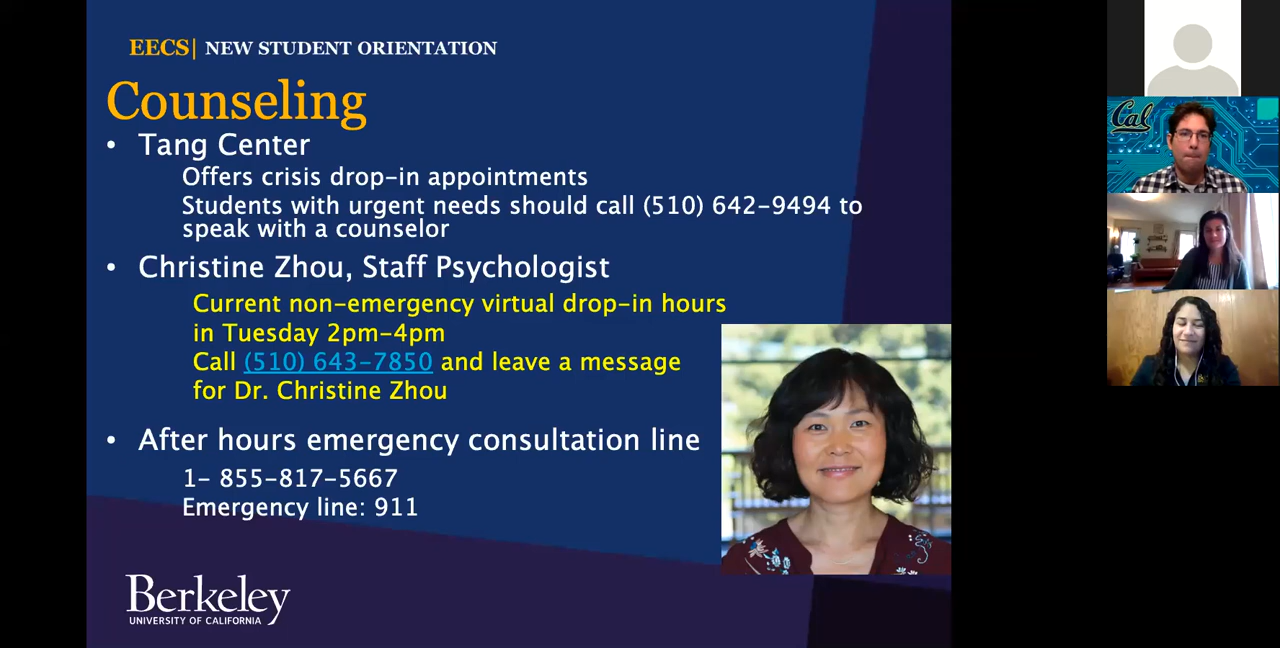 EECS| NEW STUDENT ORIENTATION
Counseling
• Tang Center
Offers crisis drop-in appointments
Students with urgent needs should call (510) 642-9494 to
speak with a counselor
• Christine Zhou, Staff Psychologist
Current non-emergency virtual drop-in hours
in Tuesday 2pm-4pm
Call (510) 643-7850 and leave a message
for Dr. Christine Zhou
• After hours emergency consultation line
1- 855-817-5667
Emergency line: 911
Berkeley
UNIVERSITY OF CALIFORNIA
Cal